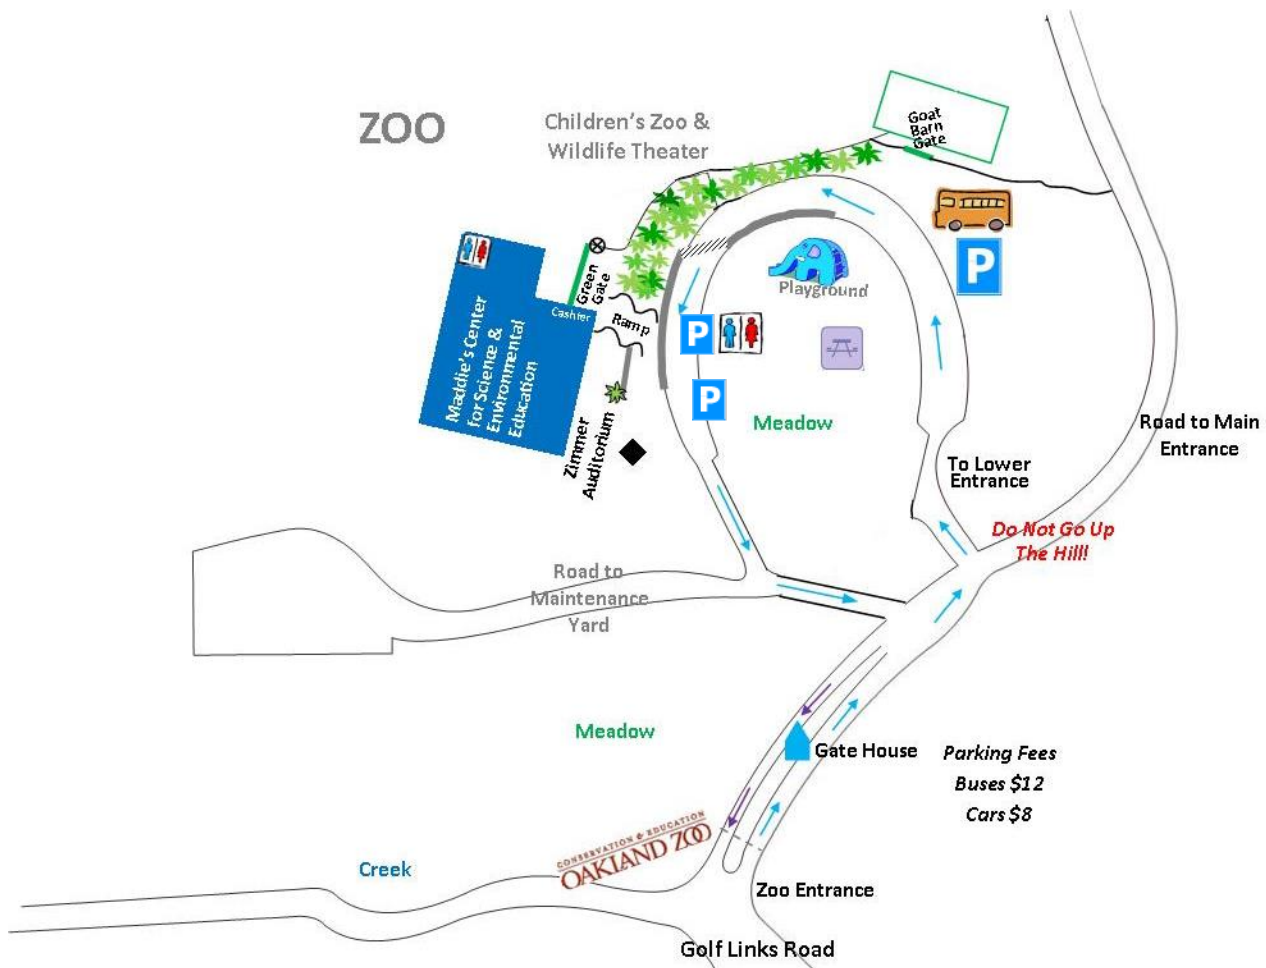 ZOO
Children's Zoo &
Wildlife Theater
Goat
Barn
Gate
P
Playground
Green
Gate
Cashier
Ramp
P
P
Maddie's Center
for Science &
Environmental
Education
Zimmer
Auditorium
Meadow
Road to Main
Entrance
To Lower
Entrance
Do Not Go Up
The Hill!
Road to
Maintenance
Yard
Meadow
Gate House
Parking Fees
Buses $12
Cars $8
CONSERVATION & EDUCATION
OAKLAND ZOO
Creek
Zoo Entrance
Golf Links Road